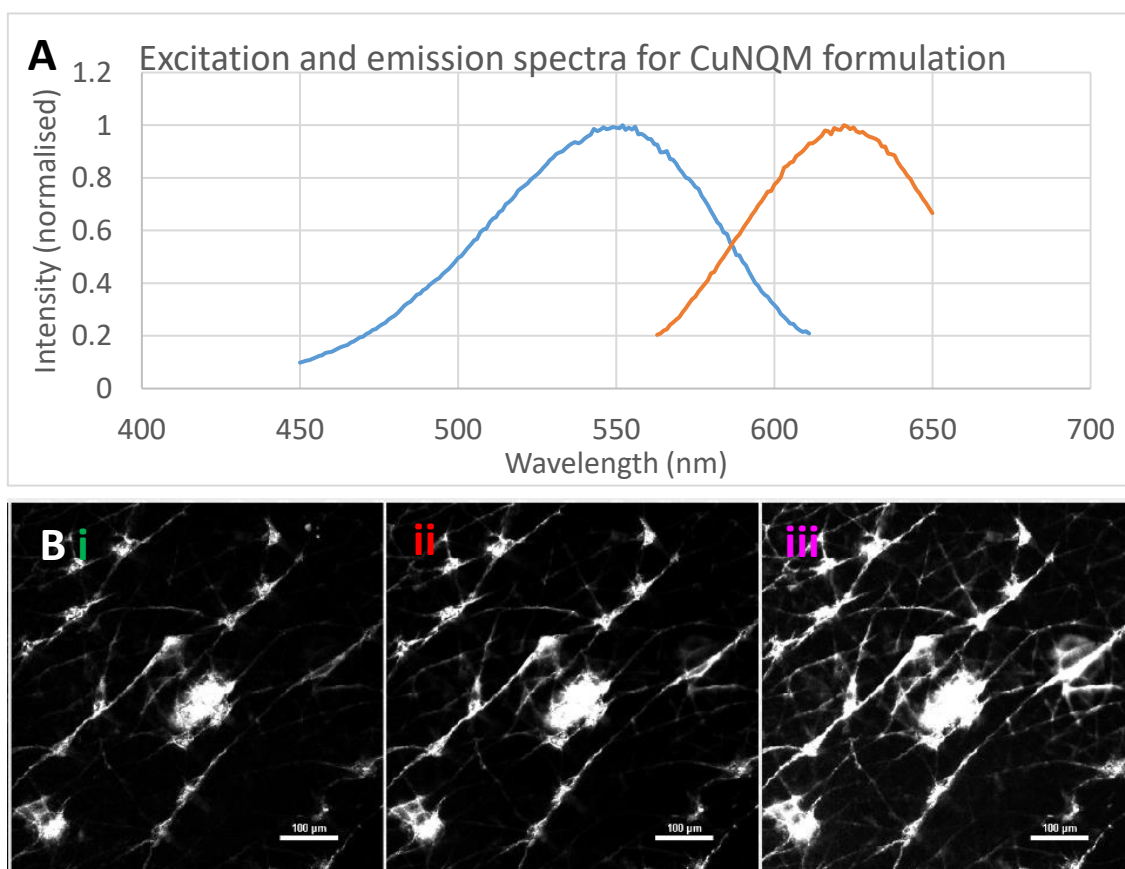 A
Excitation and emission spectra for CuNQM formulation
Intensity (normalised)
1.2
1
0.8
0.6
0.4
0.2
0
400 450 500 550 600 650 700
Wavelength (nm)
B i ii iii
100 µm 100 µm 100 µm